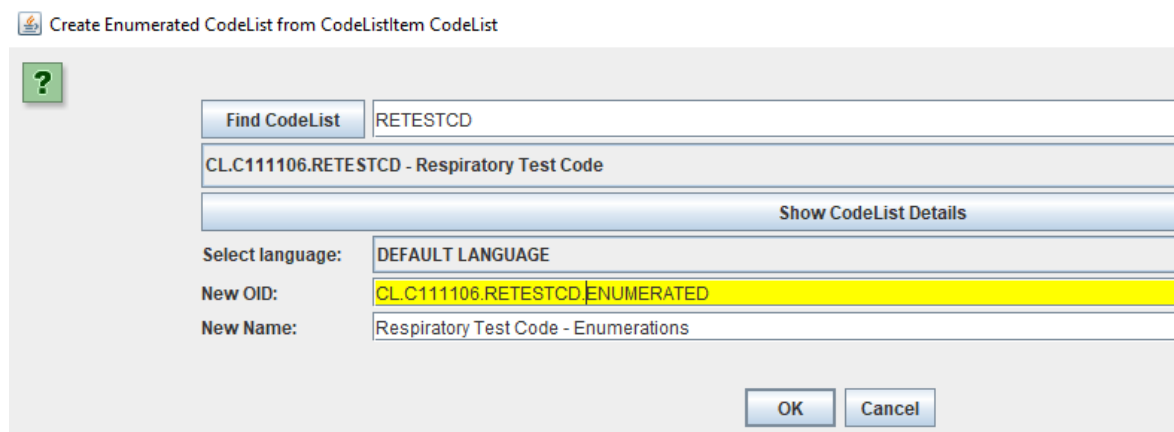 Create Enumerated CodeList from CodeListItem CodeList
?
Find CodeList RETESTCD
CL.C111106.RETESTCD - Respiratory Test Code
Show CodeList Details
Select language: DEFAULT LANGUAGE
New OID: CL.C111106.RETESTCD.ENUMERATED
New Name: Respiratory Test Code - Enumerations
OK Cancel